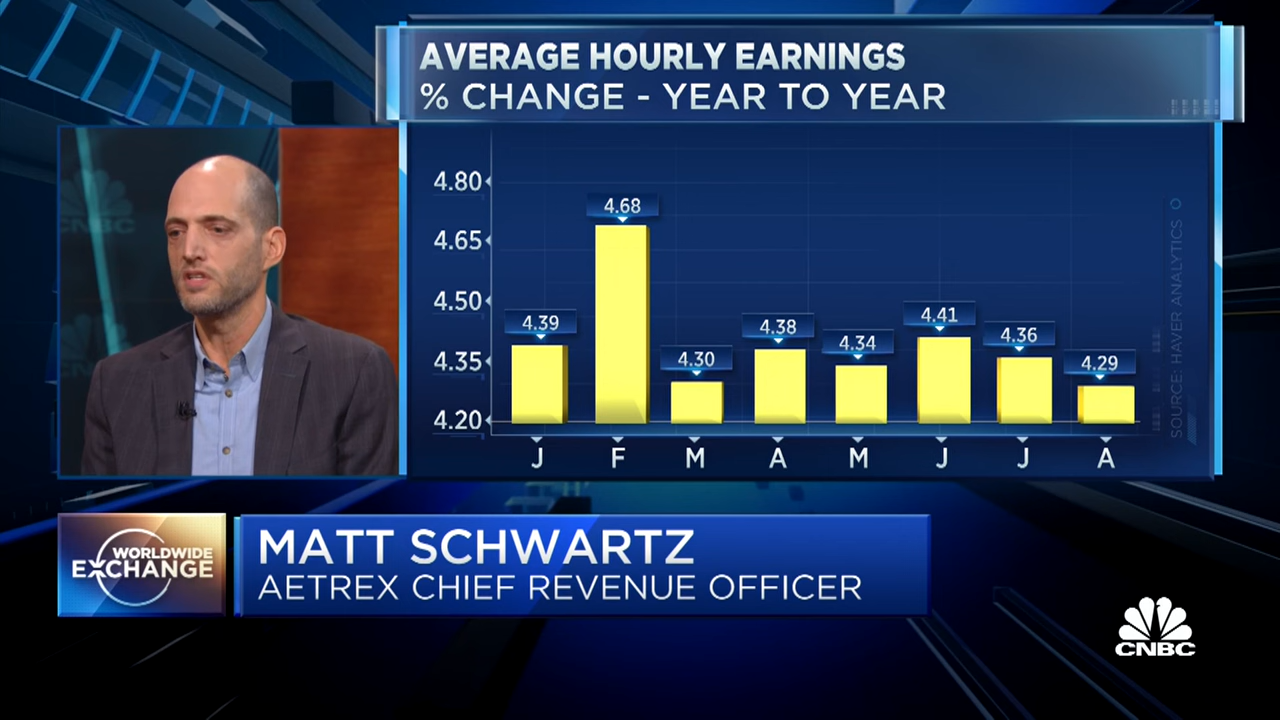 AVERAGE HOURLY EARNINGS
% CHANGE - YEAR TO YEAR
CNBC
4.80
4.65
4.50
4.35
4.20
4.39
4.68
4.30
4.38
4.34
4.41
4.36
4.29
J F M A M J J A
SOURCE: HAVER ANALYTICS
WORLDWIDE
EXCHANGE
MATT SCHWARTZ
AETREX CHIEF REVENUE OFFICER
CNBC